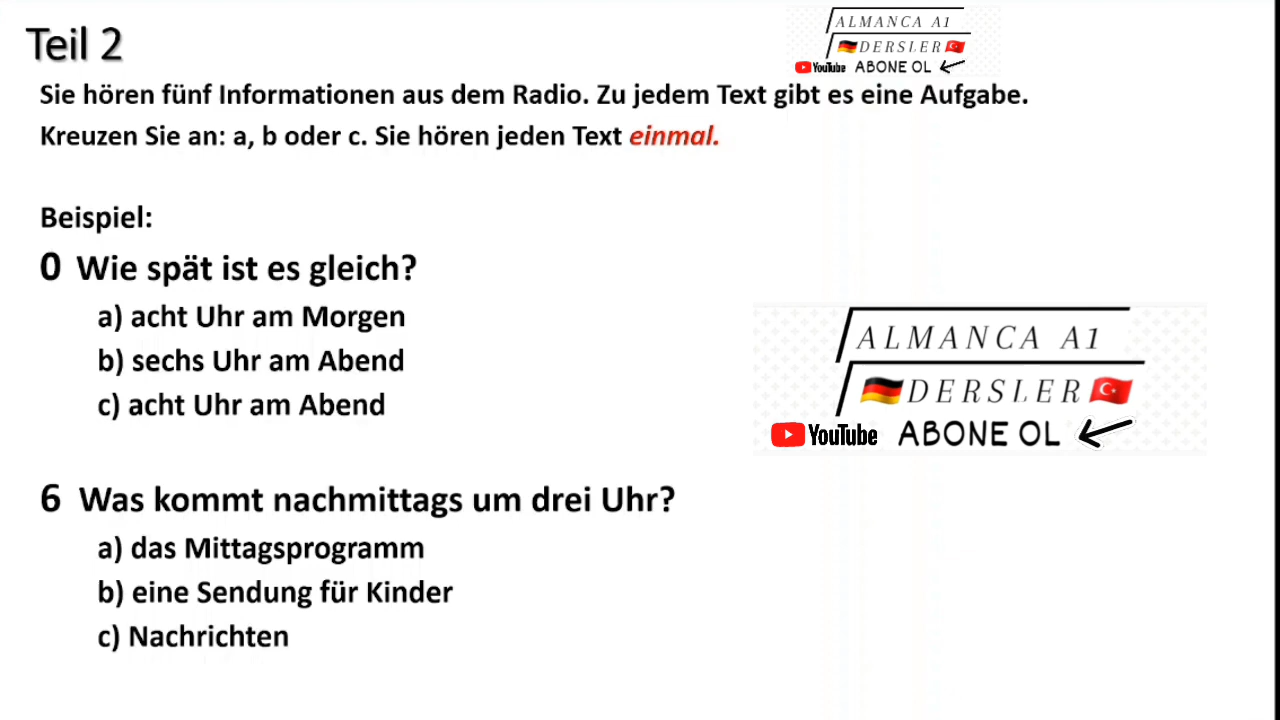 Teil 2
ALMANCA A1
DERSLER
YouTube ABONE OL
Sie hören fünf Informationen aus dem Radio. Zu jedem Text gibt es eine Aufgabe.
Kreuzen Sie an: a, b oder c. Sie hören jeden Text einmal.
Beispiel:
0 Wie spät ist es gleich?
a) acht Uhr am Morgen
b) sechs Uhr am Abend
c) acht Uhr am Abend
ALMANCA A1
DERSLER
YouTube ABONE OL
6 Was kommt nachmittags um drei Uhr?
a) das Mittagsprogramm
b) eine Sendung für Kinder
c) Nachrichten